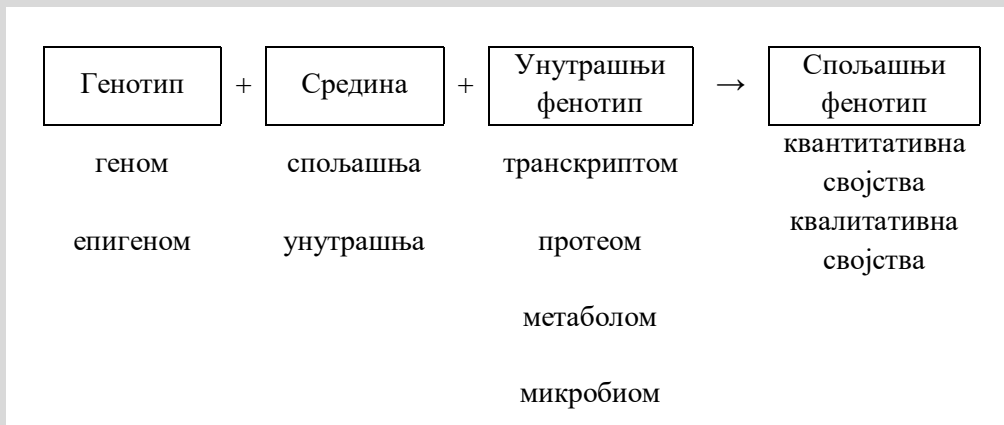 Генотип + Средина + Унутрашњи фенотип → Спољашњи фенотип
геном спољашња транскриптом квантитативна својства
епигеном унутрашња протеом квалитативна својства
метаболом
микробиом